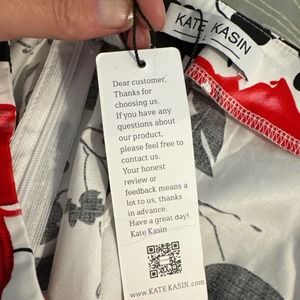 KATE KASIN
Dear customer,
Thanks for
choosing us.
If you have any
questions about
our product,
please feel free to
contact us.
Your honest
review or
feedback means a
lot to us, thanks
in advance.
Have a great day!
Kate Kasin
WWW.KATE KASIN.COM